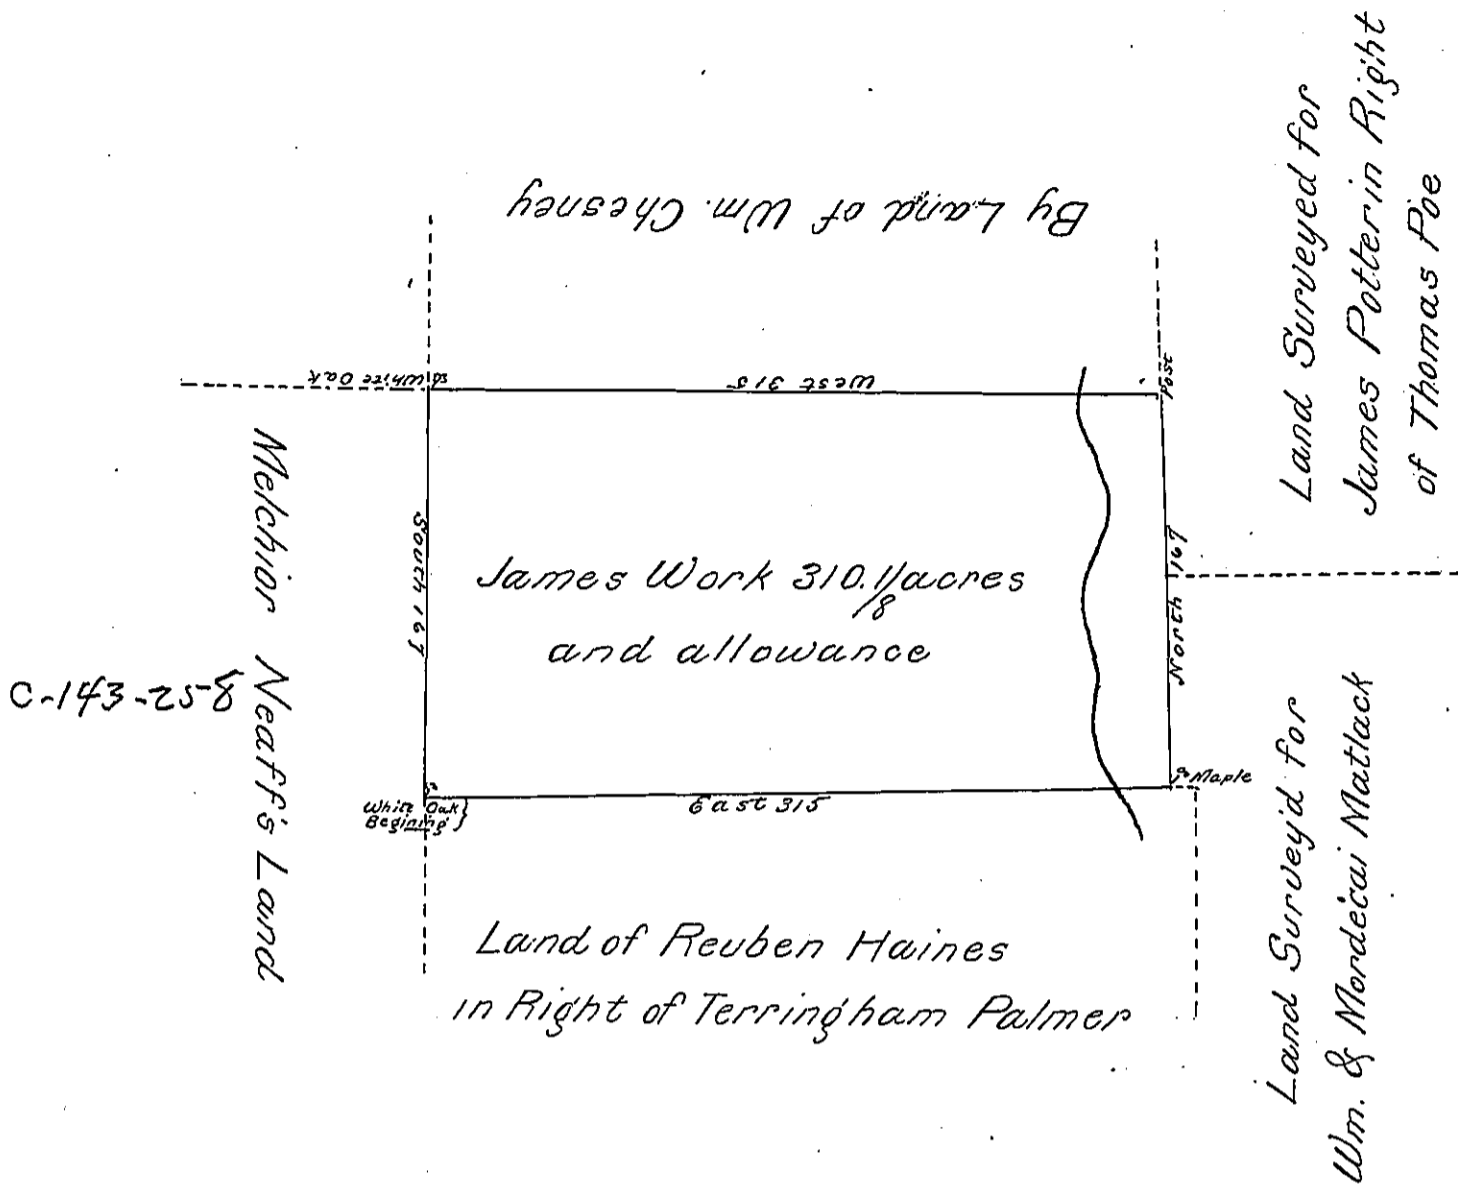 By Land of Wm. Chesney
Land Surveyed for
James Potter in Right
of Thomas Poe
White Oak
West 315
Post
Melchior Neaff's Land
South 167
James Work 310.1/8 acres
and allowance
North 167
C-143-258
Maple
White Oak
Begining
East 315
Land of Reuben Haines
in Right of Terringham Palmer
Land Survey'd for
Wm. & Mordecai Matlack